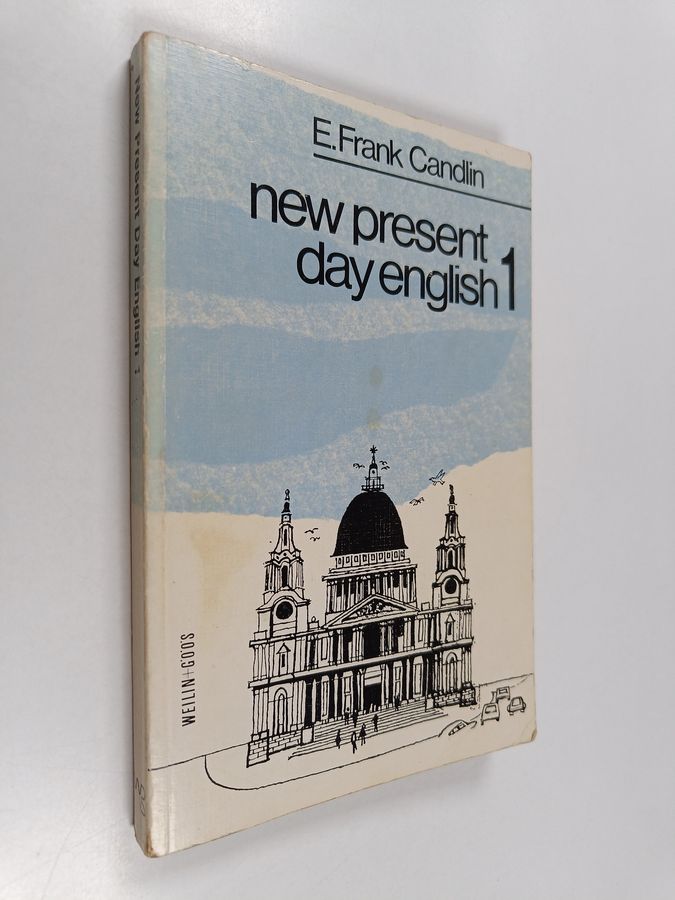 E.Frank Candlin
new present
day english 1
WEILIN+GÖÖS
New Present Day English 1